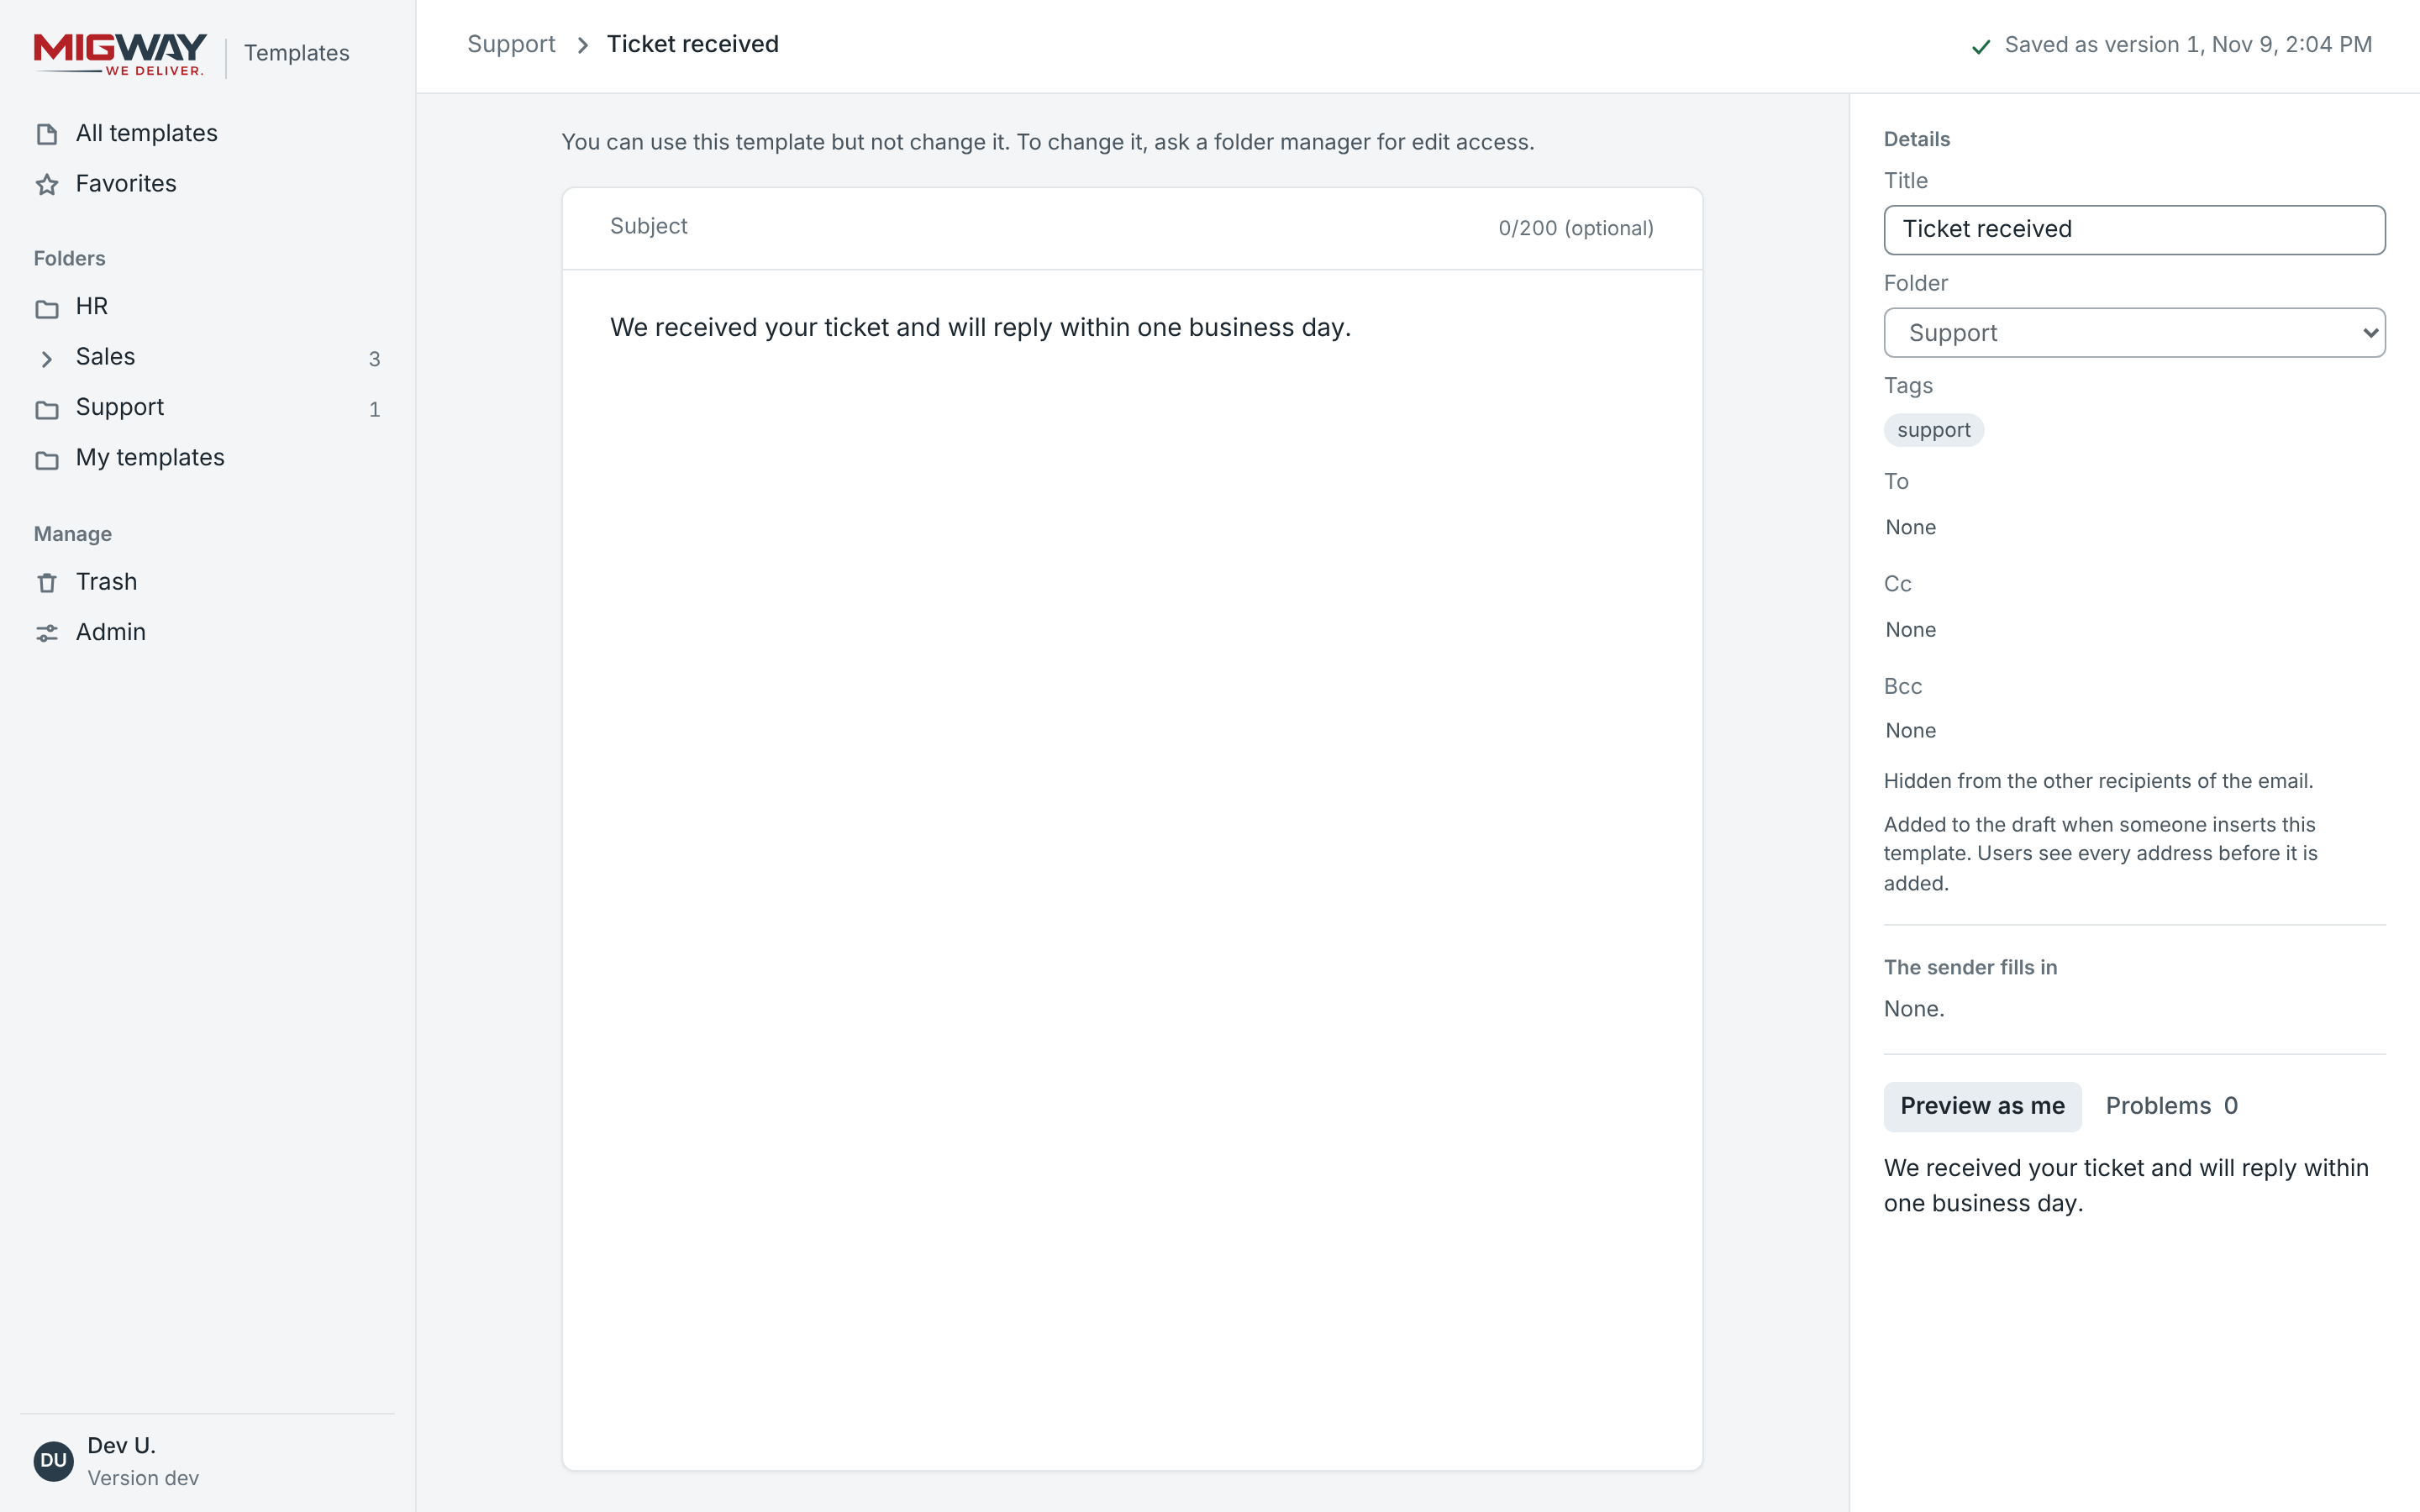 MIGWAY
WE DELIVER.
Templates
All templates
Favorites
Folders
HR
Sales 3
Support 1
My templates
Manage
Trash
Admin
DU
Dev U.
Version dev
Support > Ticket received
Saved as version 1, Nov 9, 2:04 PM
You can use this template but not change it. To change it, ask a folder manager for edit access.
Subject 0/200 (optional)
We received your ticket and will reply within one business day.
Details
Title
Ticket received
Folder
Support
Tags
support
To
None
Cc
None
Bcc
None
Hidden from the other recipients of the email.
Added to the draft when someone inserts this
template. Users see every address before it is
added.
The sender fills in
None.
Preview as me Problems 0
We received your ticket and will reply within
one business day.